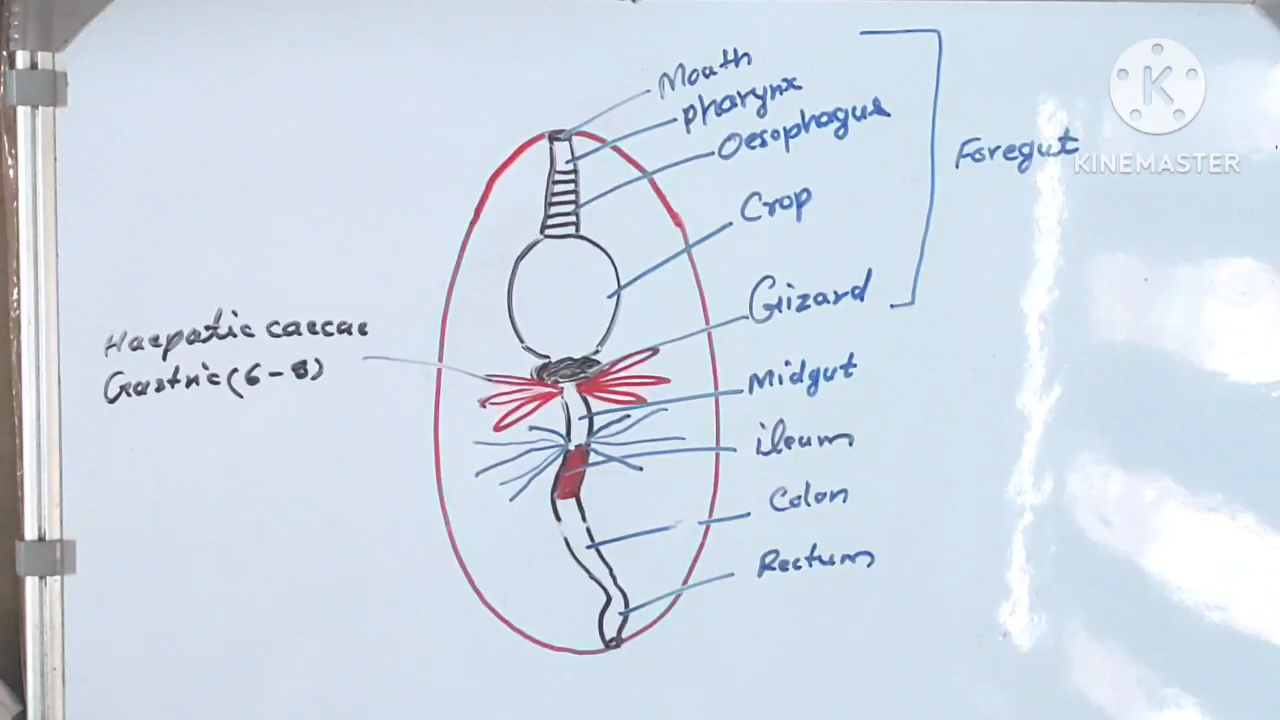 Mouth
pharynx
Oesophagus
Foregut
Crop
Gizard
Haepatic caecae
Gastric (6-8)
Midgut
ileum
Colon
Rectum
K
KINEMASTER